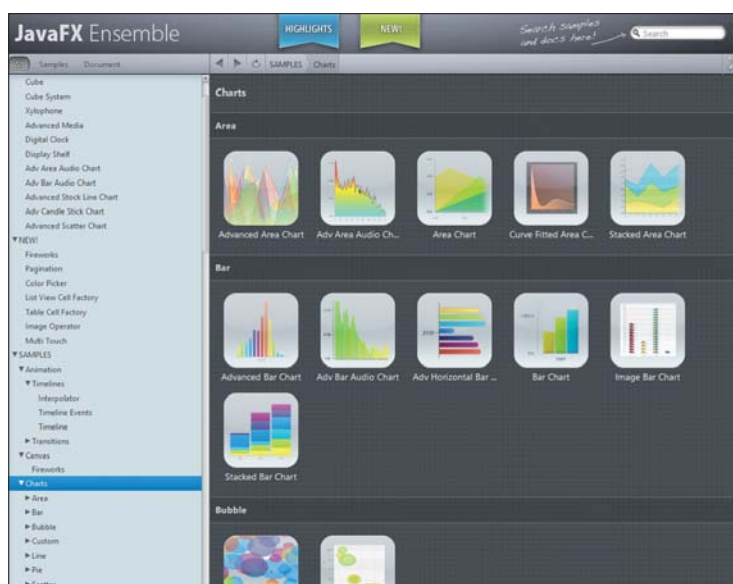 JavaFX Ensemble
HIGHLIGHTS
NEW!
Search samples and docs here!
Search
Samples
Document
SAMPLES
Charts
Cube
Cube System
Xylophone
Advanced Media
Digital Clock
Display Shelf
Adv Area Audio Chart
Adv Bar Audio Chart
Advanced Stock Line Chart
Adv Candle Stick Chart
Advanced Scatter Chart
NEW!
Fireworks
Pagination
Color Picker
List View Cell Factory
Table Cell Factory
Image Operator
Multi Touch
SAMPLES
Animation
Timelines
Interpolator
Timeline Events
Timeline
Transitions
Canvas
Fireworks
Charts
Area
Bar
Bubble
Custom
Line
Pie
Scatter
Charts
Area
Advanced Area Chart
Adv Area Audio Ch...
Area Chart
Curve Fitted Area C...
Stacked Area Chart
Bar
Advanced Bar Chart
Adv Bar Audio Chart
Adv Horizontal Bar ...
Bar Chart
Image Bar Chart
Stacked Bar Chart
Bubble